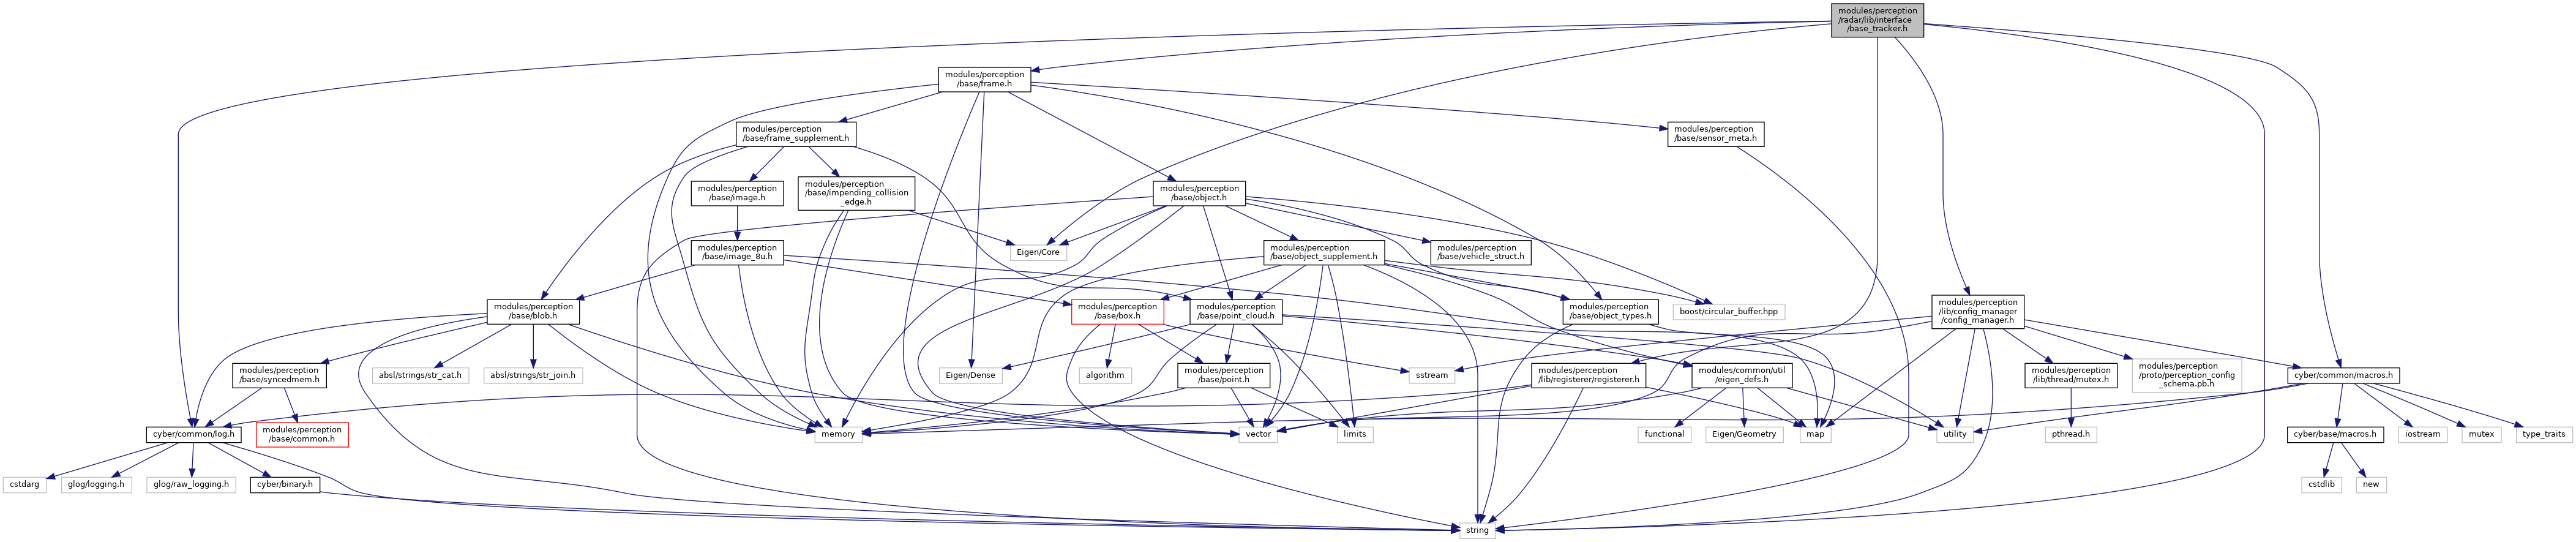 modules/perception
/radar/lib/interface
/base_tracker.h
modules/perception
/base/frame.h
modules/perception
/base/frame_supplement.h
modules/perception
/base/sensor_meta.h
modules/perception
/base/image.h
modules/perception
/base/impending_collision
_edge.h
modules/perception
/base/object.h
modules/perception
/base/image_8u.h
Eigen/Core
modules/perception
/base/object_supplement.h
modules/perception
/base/vehicle_struct.h
modules/perception
/base/blob.h
modules/perception
/base/box.h
modules/perception
/base/point_cloud.h
modules/perception
/base/object_types.h
boost/circular_buffer.hpp
modules/perception
/lib/config_manager
/config_manager.h
modules/perception
/base/syncedmem.h
absl/strings/str_cat.h
absl/strings/str_join.h
Eigen/Dense
algorithm
modules/perception
/base/point.h
sstream
modules/perception
/lib/registerer/registerer.h
modules/common/util
/eigen_defs.h
modules/perception
/lib/thread/mutex.h
modules/perception
/proto/perception_config
_schema.pb.h
cyber/common/macros.h
cyber/common/log.h
modules/perception
/base/common.h
memory
vector
limits
functional
Eigen/Geometry
map
utility
pthread.h
cyber/base/macros.h
iostream
mutex
type_traits
cstdarg
glog/logging.h
glog/raw_logging.h
cyber/binary.h
cstdlib
new
string